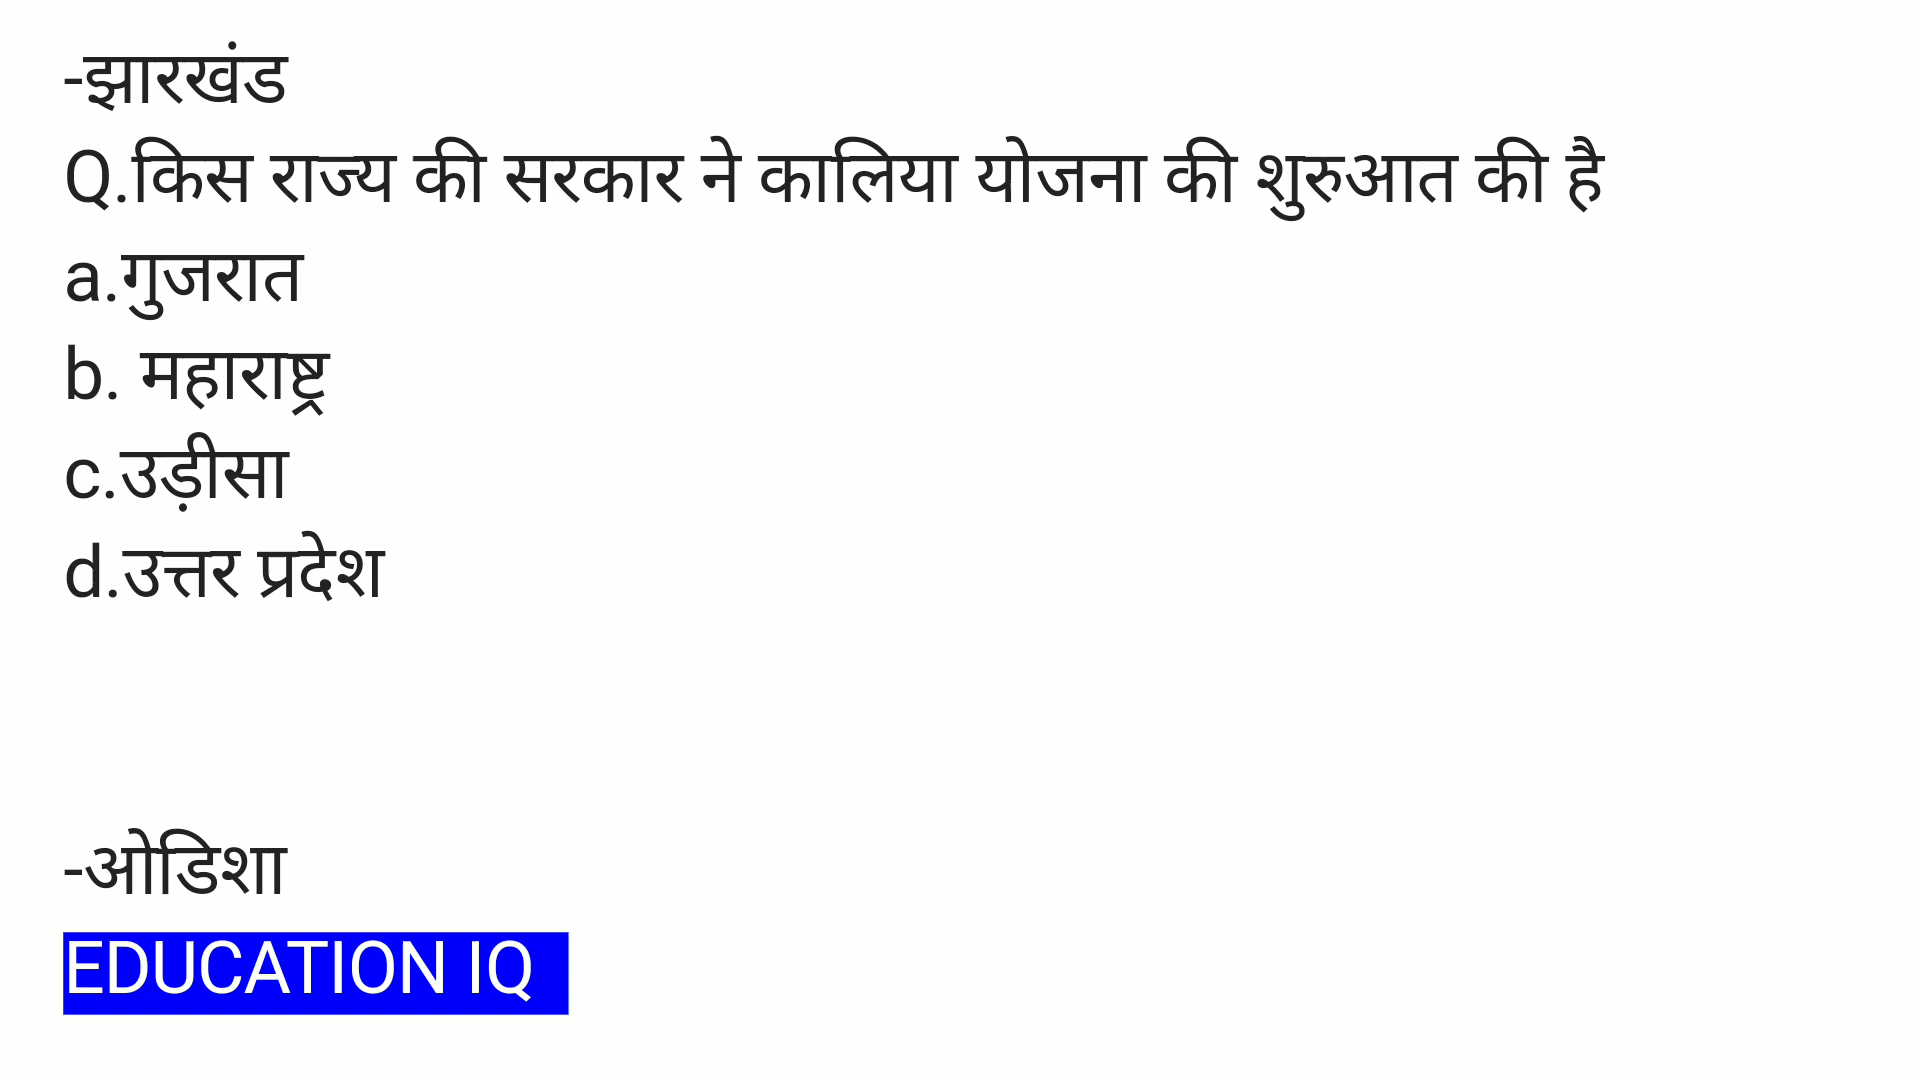 -झारखंड
Q.किस राज्य की सरकार ने कालिया योजना की शुरुआत की है
a.गुजरात
b. महाराष्ट्र
c.उड़ीसा
d.उत्तर प्रदेश
-ओडिशा
EDUCATION IQ